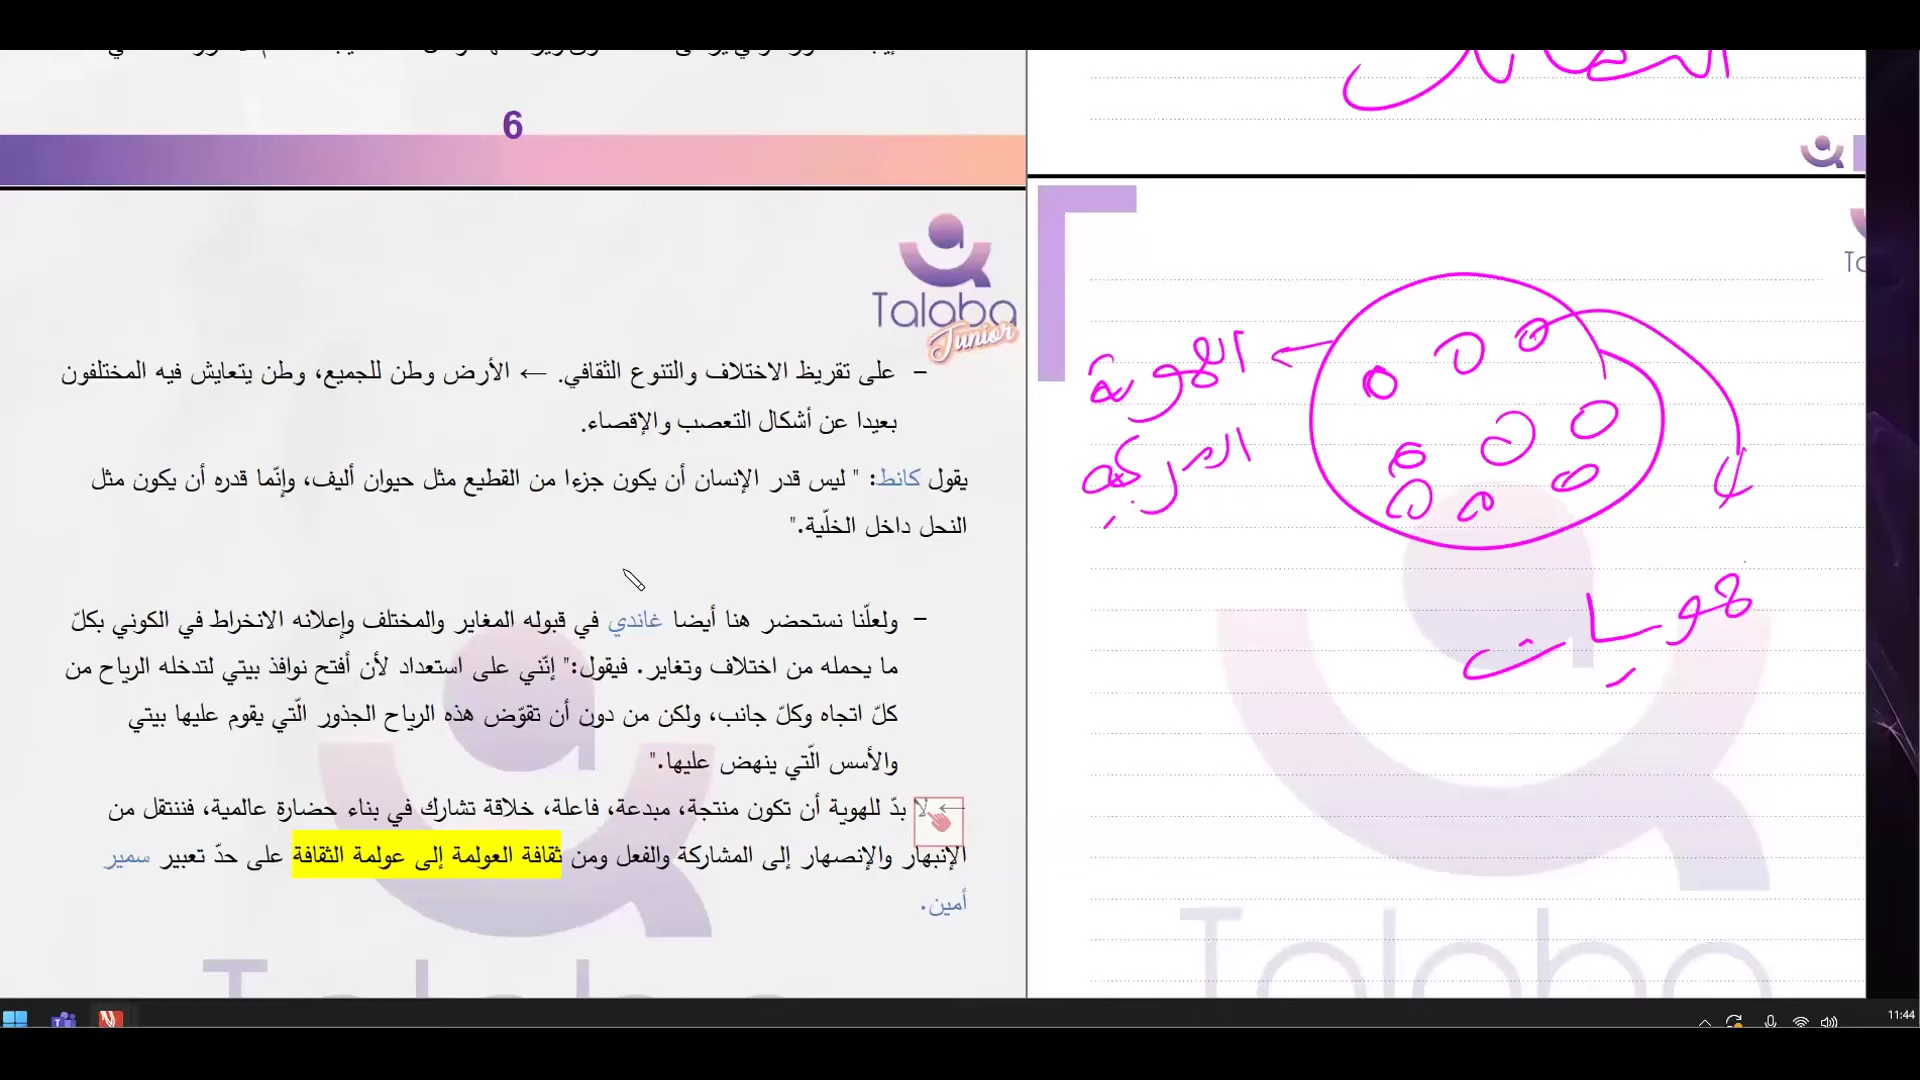 6
Talaba
Junior
– على تقريظ الاختلاف والتنوع الثقافي. ← الأرض وطن للجميع، وطن يتعايش فيه المختلفون
بعيدا عن أشكال التعصب والإقصاء.
يقول كانط: " ليس قدر الإنسان أن يكون جزءا من القطيع مثل حيوان أليف، وإنّما قدره أن يكون مثل
النحل داخل الخلّية."
– ولعلّنا نستحضر هنا أيضا غاندي في قبوله المغاير والمختلف وإعلانه الانخراط في الكوني بكلّ
ما يحمله من اختلاف وتغاير. فيقول:" إنّني على استعداد لأن أفتح نوافذ بيتي لتدخله الرياح من
كلّ اتجاه وكلّ جانب، ولكن من دون أن تقوّض هذه الرياح الجذور الّتي يقوم عليها بيتي
والأسس الّتي ينهض عليها."
← لا بدّ للهوية أن تكون منتجة، مبدعة، فاعلة، خلاقة تشارك في بناء حضارة عالمية، فننتقل من
الإنبهار والإنصهار إلى المشاركة والفعل ومن ثقافة العولمة إلى عولمة الثقافة على حدّ تعبير سمير
أمين.
الهوية
المركبة
هويات
Talaba
11:44